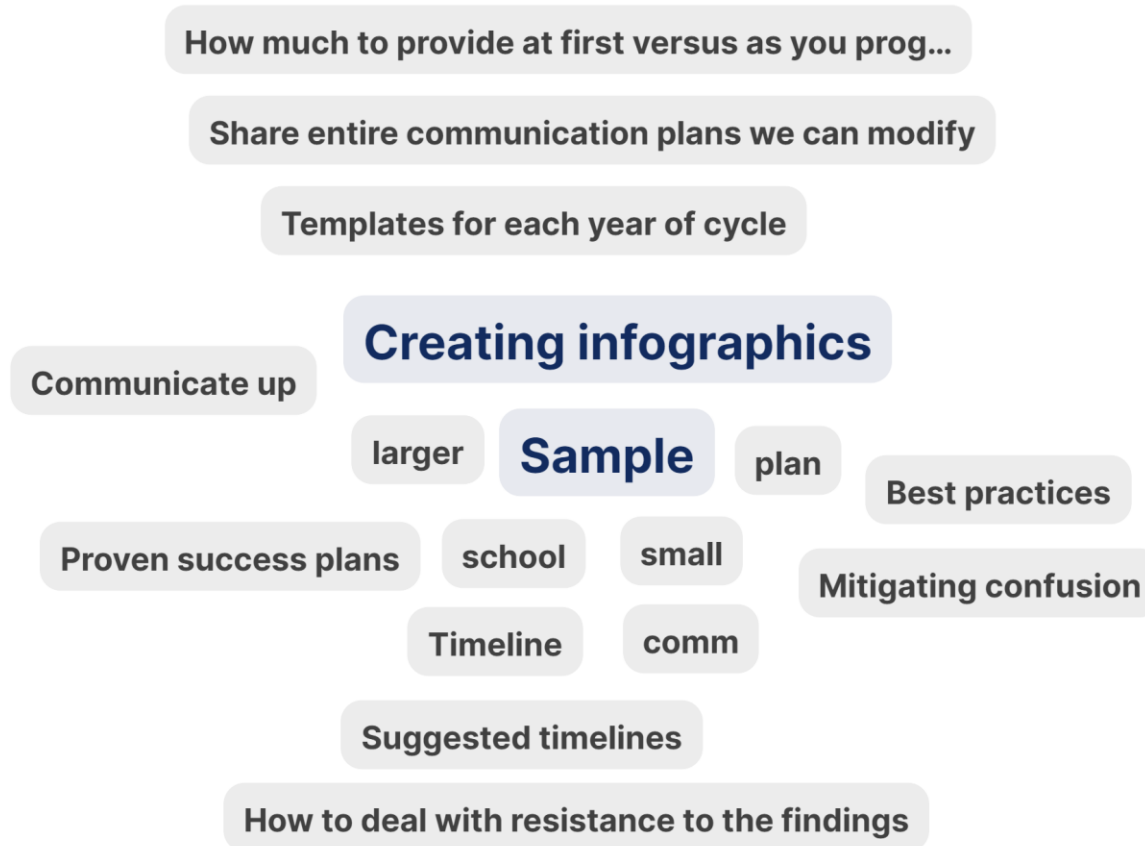 How much to provide at first versus as you prog...
Share entire communication plans we can modify
Templates for each year of cycle
Creating infographics
Communicate up
larger
Sample
plan
Best practices
Proven success plans
school
small
Mitigating confusion
Timeline
comm
Suggested timelines
How to deal with resistance to the findings